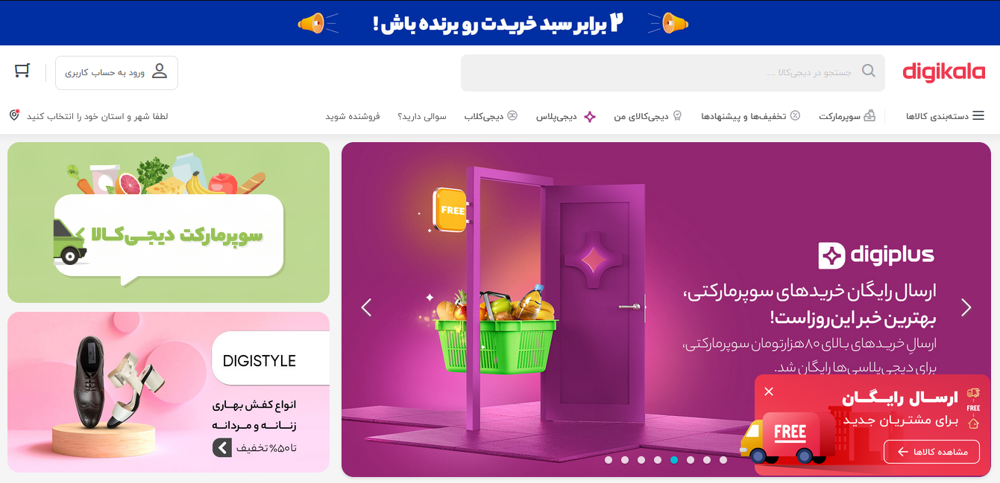 ۲ برابر سبد خریدت رو برنده باش !
digikala
جستجو در دیجی‌کالا ...
ورود به حساب کاربری
دسته‌بندی کالاها
سوپرمارکت
تخفیف‌ها و پیشنهادها
دیجی‌کالای من
دیجی‌پلاس
دیجی‌کلاب
سوالی دارید؟
فروشنده شوید
لطفا شهر و استان خود را انتخاب کنید
FREE
digiplus
ارسال رایگان خریدهای سوپرمارکتی،
بهترین خبر این‌روزاست!
ارسالِ خریدهای بالای ۸۰هزارتومان سوپرمارکتی،
برای دیجی‌پلاسی‌ها رایگان شد.
ارسال رایگان
برای مشتریان جدید
FREE
FREE
مشاهده کالاها
سوپرمارکت دیجی‌کالا
DIGISTYLE
انواع کفش بهاری
زنانه و مردانه
تا ۵۰٪ تخفیف